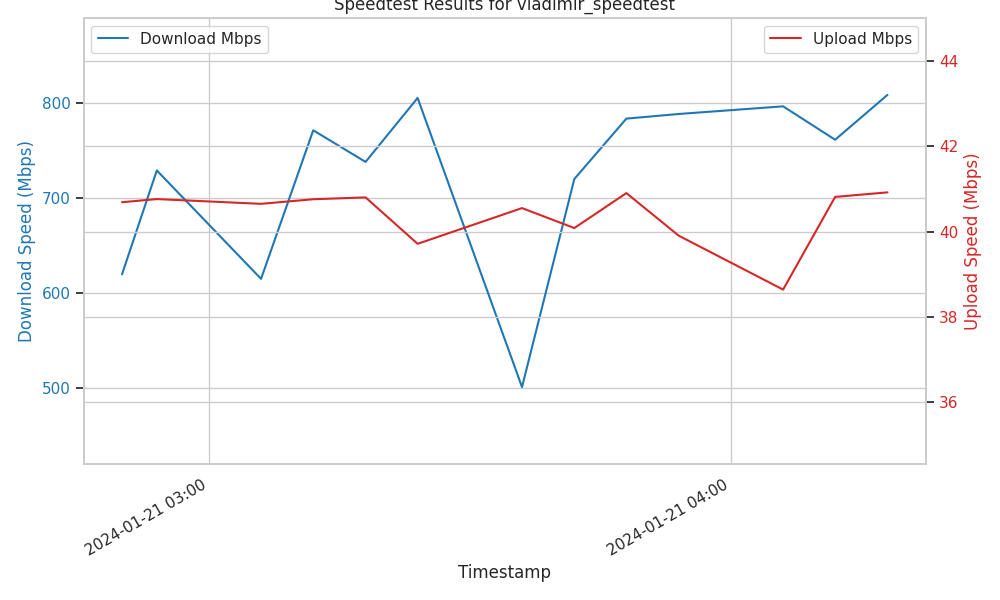 Speedtest Results for vladimir_speedtest
Download Mbps
Upload Mbps
Download Speed (Mbps)
800
700
600
500
44
42
40
38
36
Upload Speed (Mbps)
2024-01-21 03:00
2024-01-21 04:00
Timestamp